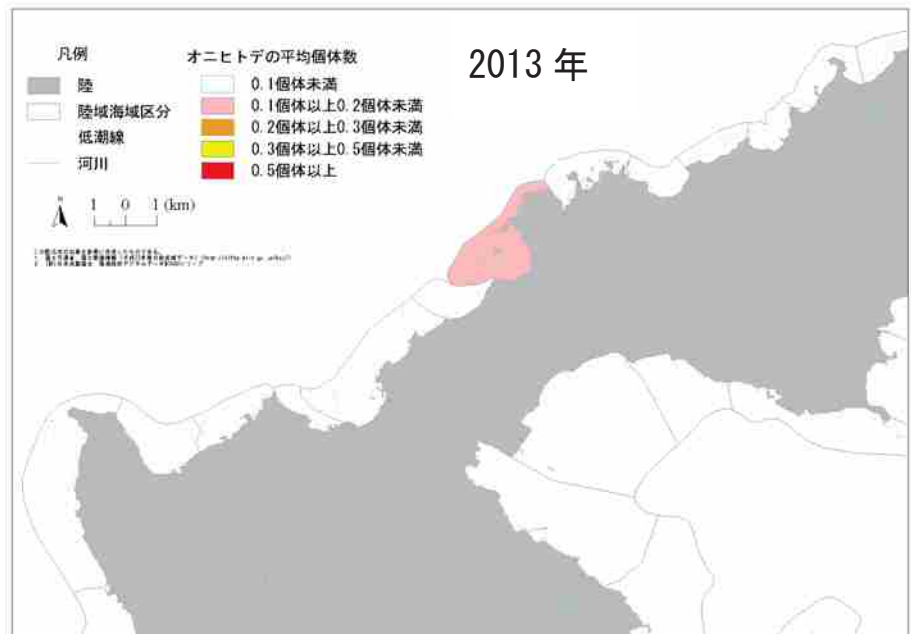 2013 年
凡例
陸
陸域海域区分
低潮線
河川
オニヒトデの平均個体数
0.1個体未満
0.1個体以上0.2個体未満
0.2個体以上0.3個体未満
0.3個体以上0.5個体未満
0.5個体以上
N
1 0 1 (km)